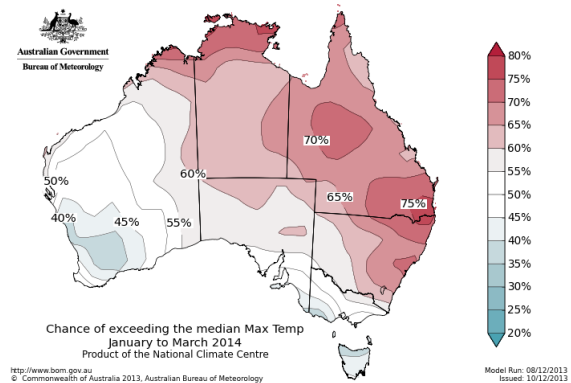 Australian Government
Bureau of Meteorology
80%
75%
70%
65%
60%
55%
50%
45%
40%
35%
30%
25%
20%
70%
60%
50%
65%
75%
40%
45%
55%
Chance of exceeding the median Max Temp
January to March 2014
Product of the National Climate Centre
http://www.bom.gov.au
© Commonwealth of Australia 2013, Australian Bureau of Meteorology
Model Run: 08/12/2013
Issued: 10/12/2013